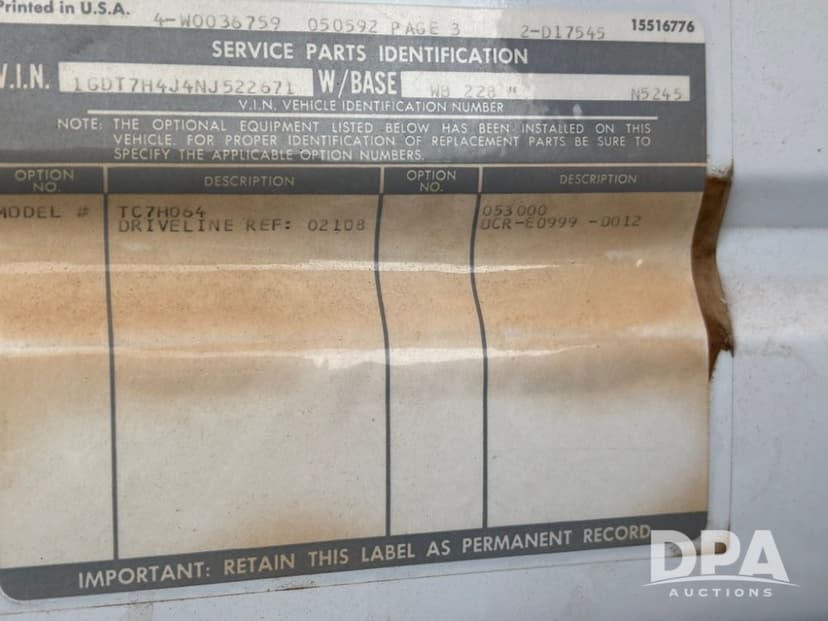 Printed in U.S.A. 4-W0036759 050592 PAGE 3 2-D17545 15516776
SERVICE PARTS IDENTIFICATION
V.I.N. 1GDT7H4J4NJ522671 W/BASE WB 228 " N5245
V.I.N. VEHICLE IDENTIFICATION NUMBER
NOTE: THE OPTIONAL EQUIPMENT LISTED BELOW HAS BEEN INSTALLED ON THIS
VEHICLE. FOR PROPER IDENTIFICATION OF REPLACEMENT PARTS BE SURE TO
SPECIFY THE APPLICABLE OPTION NUMBERS.
OPTION NO. DESCRIPTION OPTION NO. DESCRIPTION
MODEL # TC7H064 053000
DRIVELINE REF: 02108 UCR-E0999 -0012
IMPORTANT: RETAIN THIS LABEL AS PERMANENT RECORD
DPA
AUCTIONS